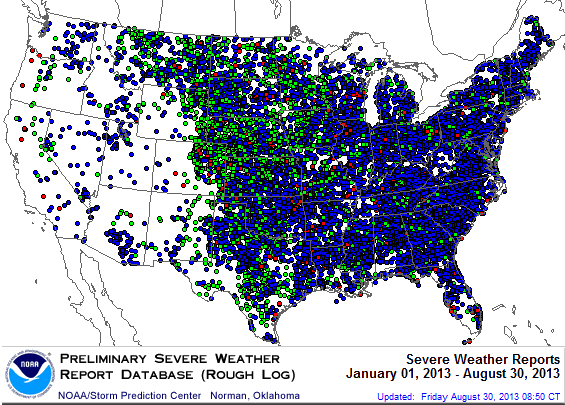 NOAA
PRELIMINARY SEVERE WEATHER
REPORT DATABASE (ROUGH LOG)
NOAA/Storm Prediction Center Norman, Oklahoma
Severe Weather Reports
January 01, 2013 - August 30, 2013
Updated: Friday August 30, 2013 08:50 CT